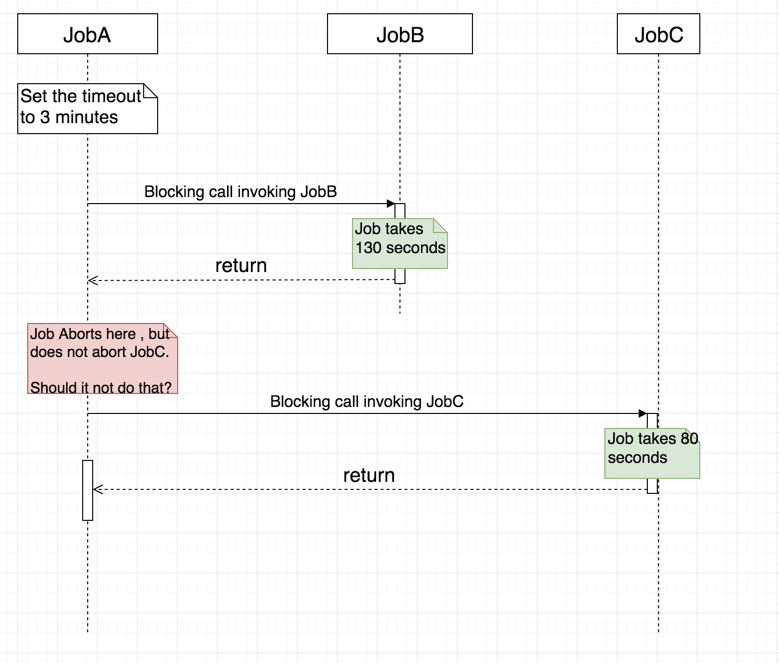 JobA
JobB
JobC
Set the timeout
to 3 minutes
Blocking call invoking JobB
Job takes
130 seconds
return
Job Aborts here , but
does not abort JobC.
Should it not do that?
Blocking call invoking JobC
Job takes 80
seconds
return